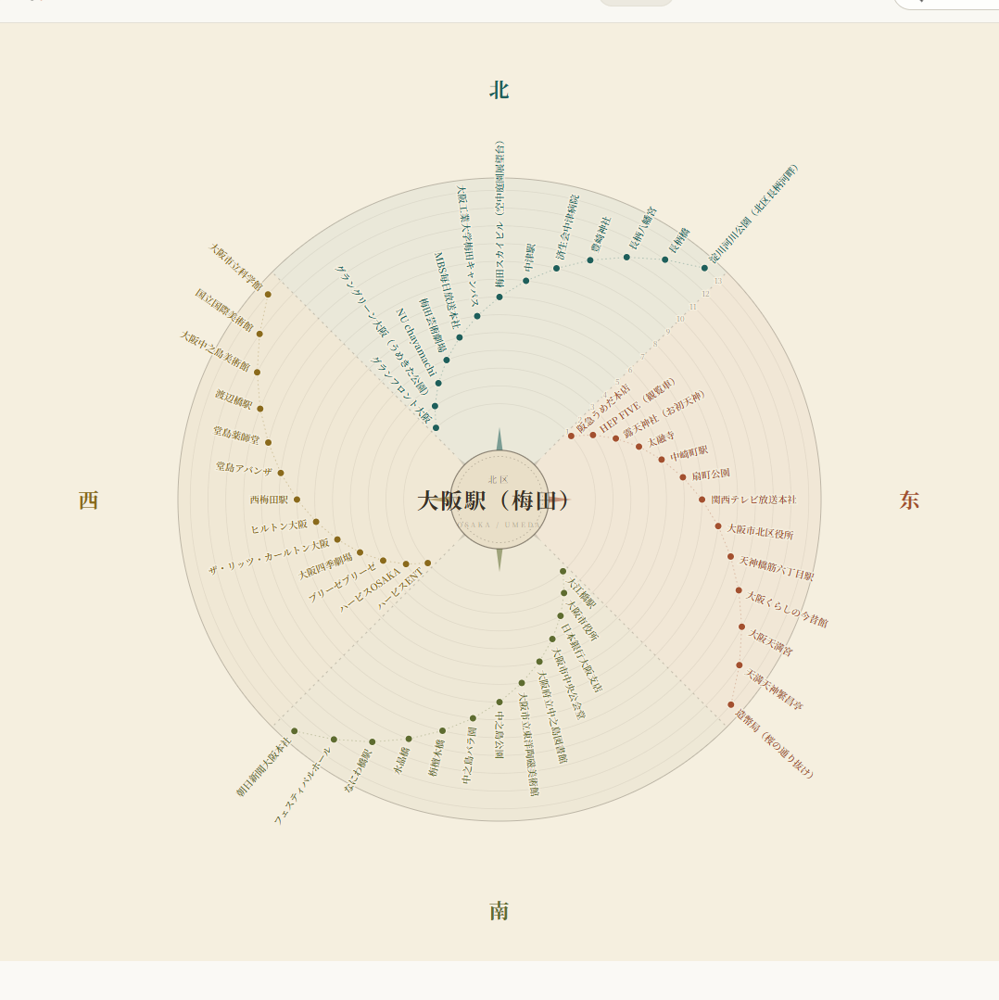 北
グランフロント大阪
グラングリーン大阪（うめきた公園）
NU chayamachi
梅田芸術劇場
MBS毎日放送本社
大阪工業大学梅田キャンパス
梅田スカイビル（空中庭園展望台）
中津駅
済生会中津病院
豊崎神社
長柄八幡宮
長柄橋
淀川河川公園（北区長柄河畔）
13
12
11
10
9
8
7
6
5
阪急うめだ本店
HEP FIVE（観覧車）
露天神社（お初天神）
太融寺
中崎町駅
扇町公園
関西テレビ放送本社
大阪市北区役所
天神橋筋六丁目駅
大阪くらしの今昔館
大阪天満宮
天満天神繁昌亭
造幣局（桜の通り抜け）
东
北区
大阪駅（梅田）
OSAKA / UMEDA
西
大阪市立科学館
国立国際美術館
大阪中之島美術館
渡辺橋駅
堂島薬師堂
堂島アバンザ
西梅田駅
ヒルトン大阪
ザ・リッツ・カールトン大阪
大阪四季劇場
ブリーゼブリーゼ
ハービスOSAKA
ハービスENT
大江橋駅
大阪市役所
日本銀行大阪支店
大阪市中央公会堂
大阪府立中之島図書館
大阪市立東洋陶磁美術館
中之島公園
中之島バラ園
栴檀木橋
水晶橋
なにわ橋駅
フェスティバルホール
朝日新聞大阪本社
南